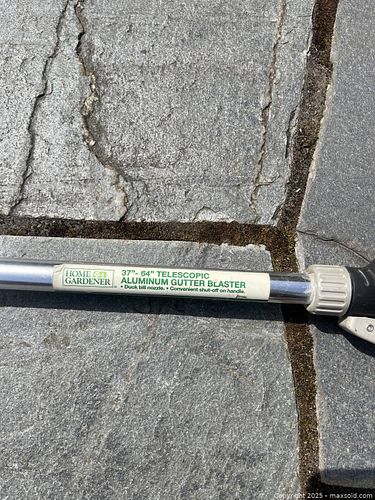 HOME
GARDENER
37"- 64" TELESCOPIC
ALUMINUM GUTTER BLASTER
• Duck bill nozzle. • Convenient shut-off on handle.
Copyright 2025 - maxsold.com